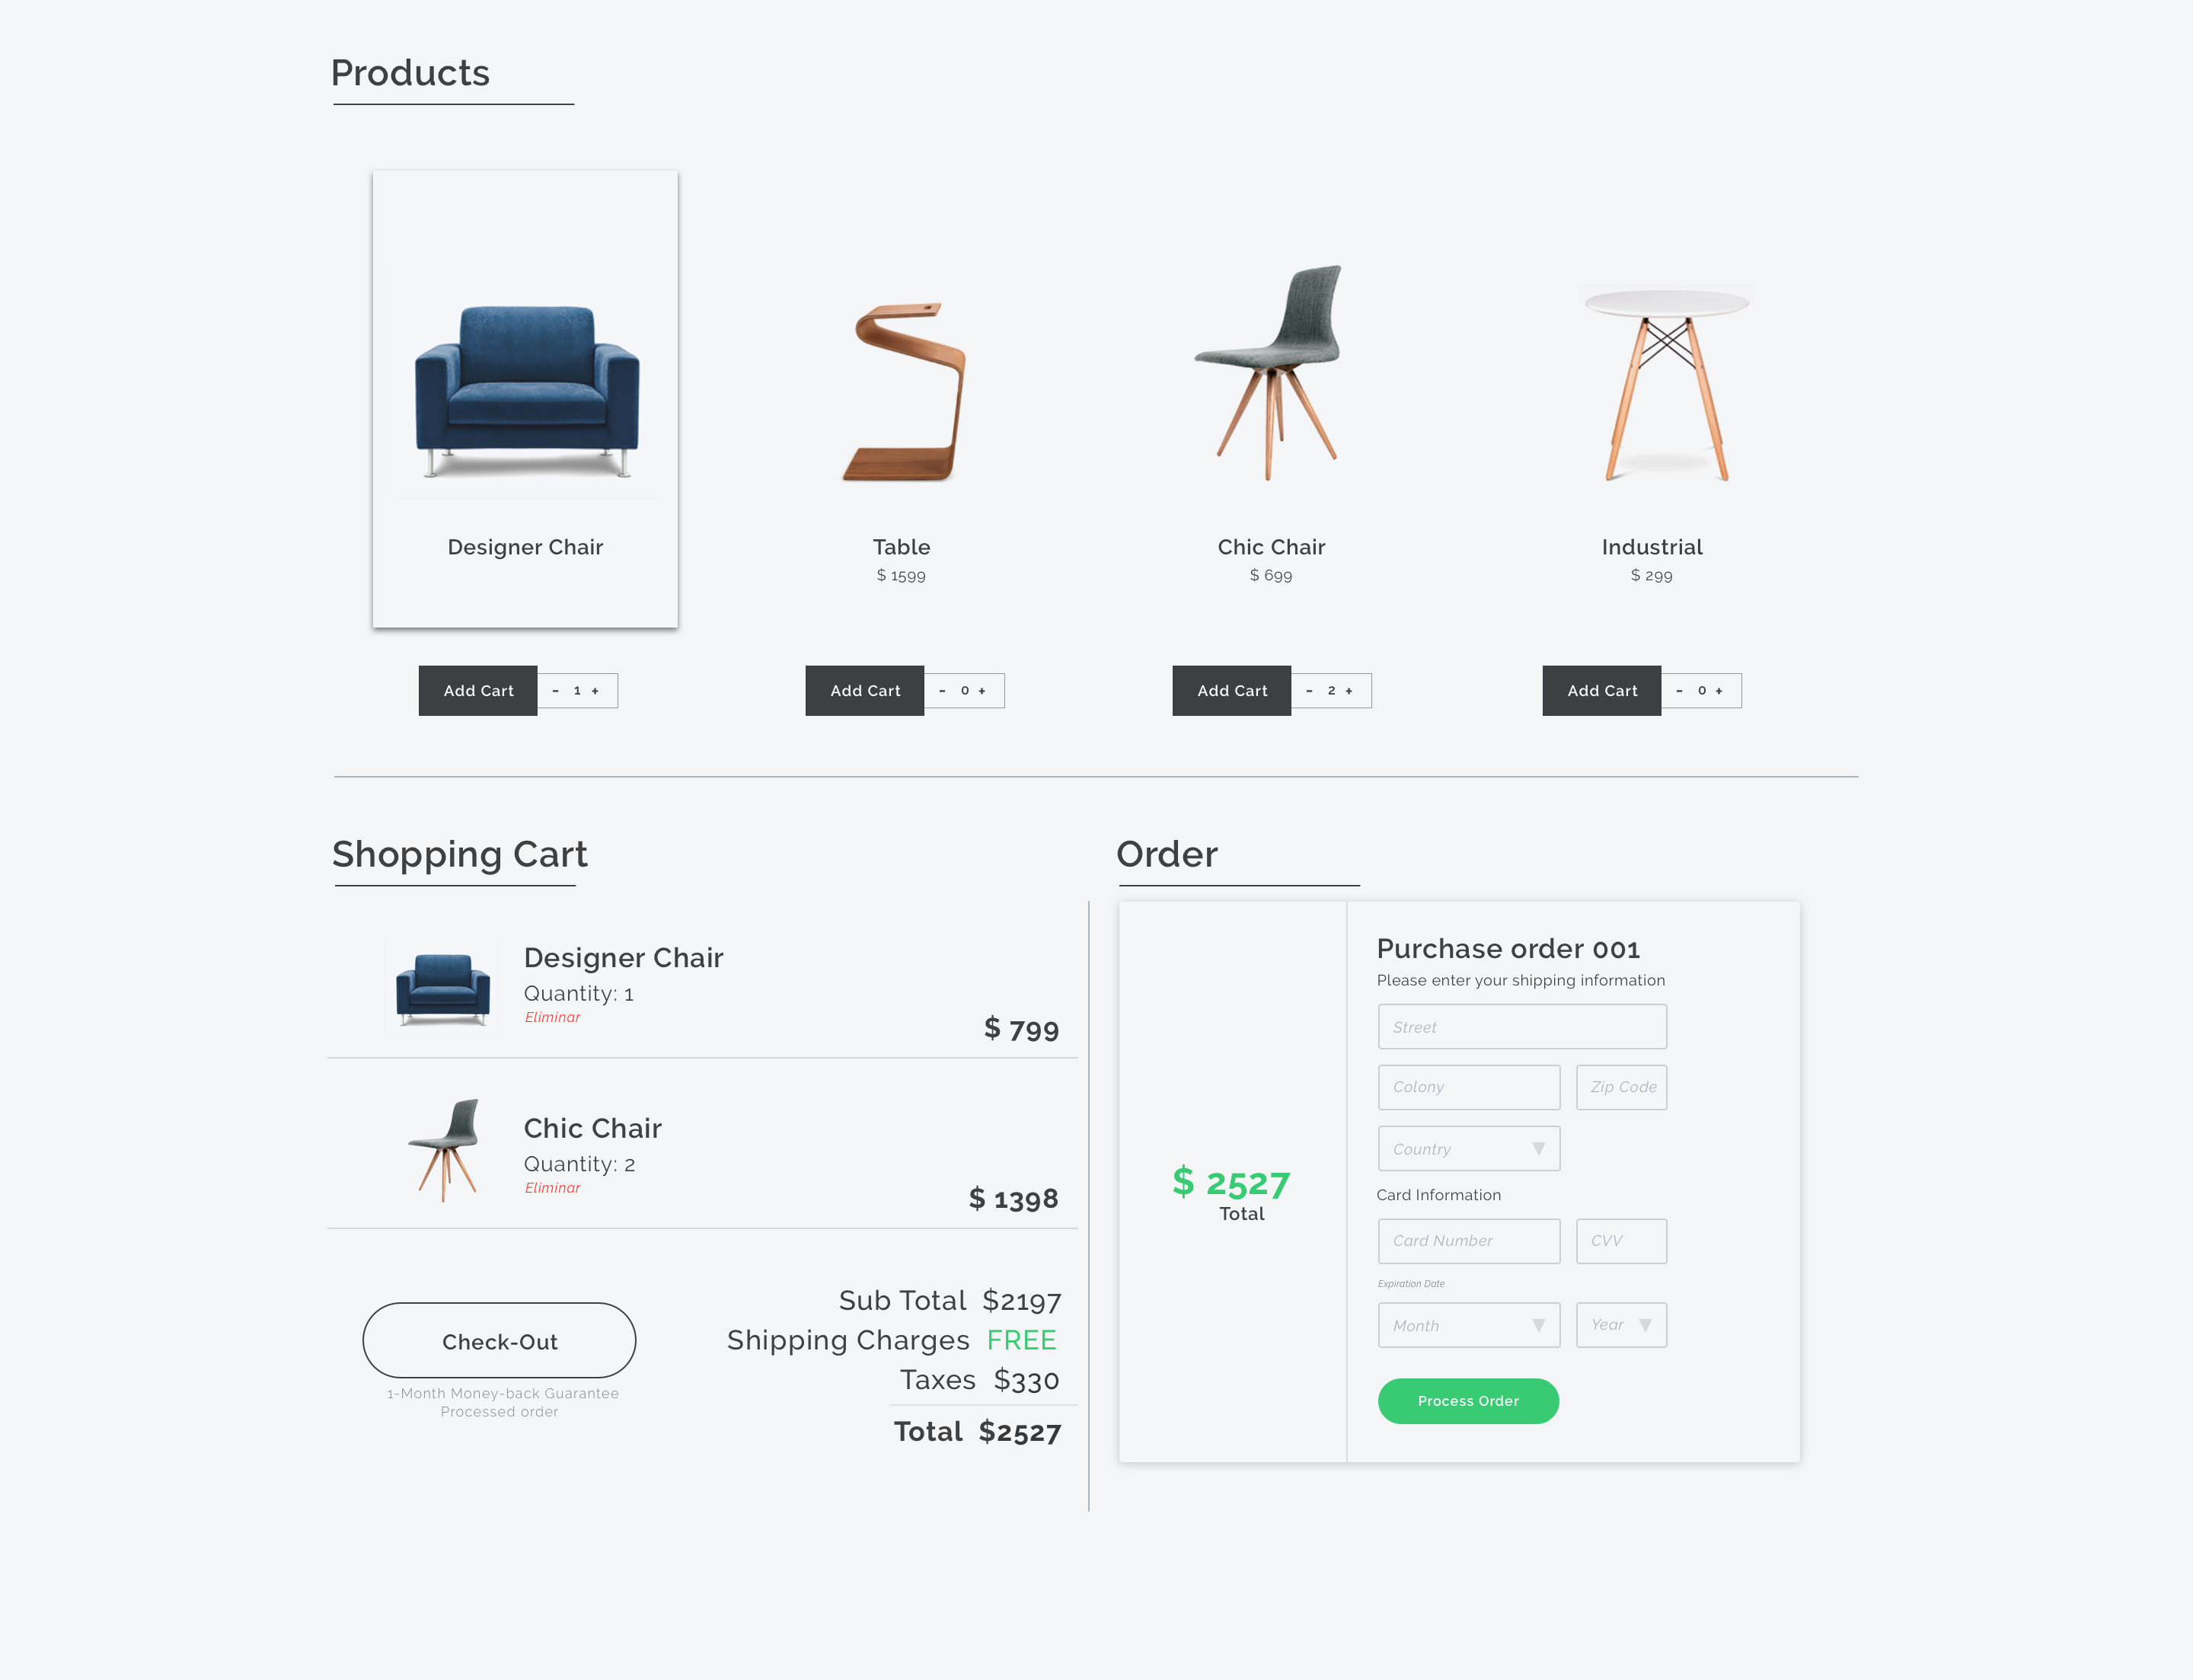 Products
Designer Chair
Table
$ 1599
Chic Chair
$ 699
Industrial
$ 299
Add Cart - 1 +
Add Cart - 0 +
Add Cart - 2 +
Add Cart - 0 +
Shopping Cart
Designer Chair
Quantity: 1
Eliminar
$ 799
Chic Chair
Quantity: 2
Eliminar
$ 1398
Check-Out
1-Month Money-back Guarantee
Processed order
Sub Total $2197
Shipping Charges FREE
Taxes $330
Total $2527
Order
$ 2527
Total
Purchase order 001
Please enter your shipping information
Street
Colony
Zip Code
Country
Card Information
Card Number
CVV
Expiration Date
Month
Year
Process Order